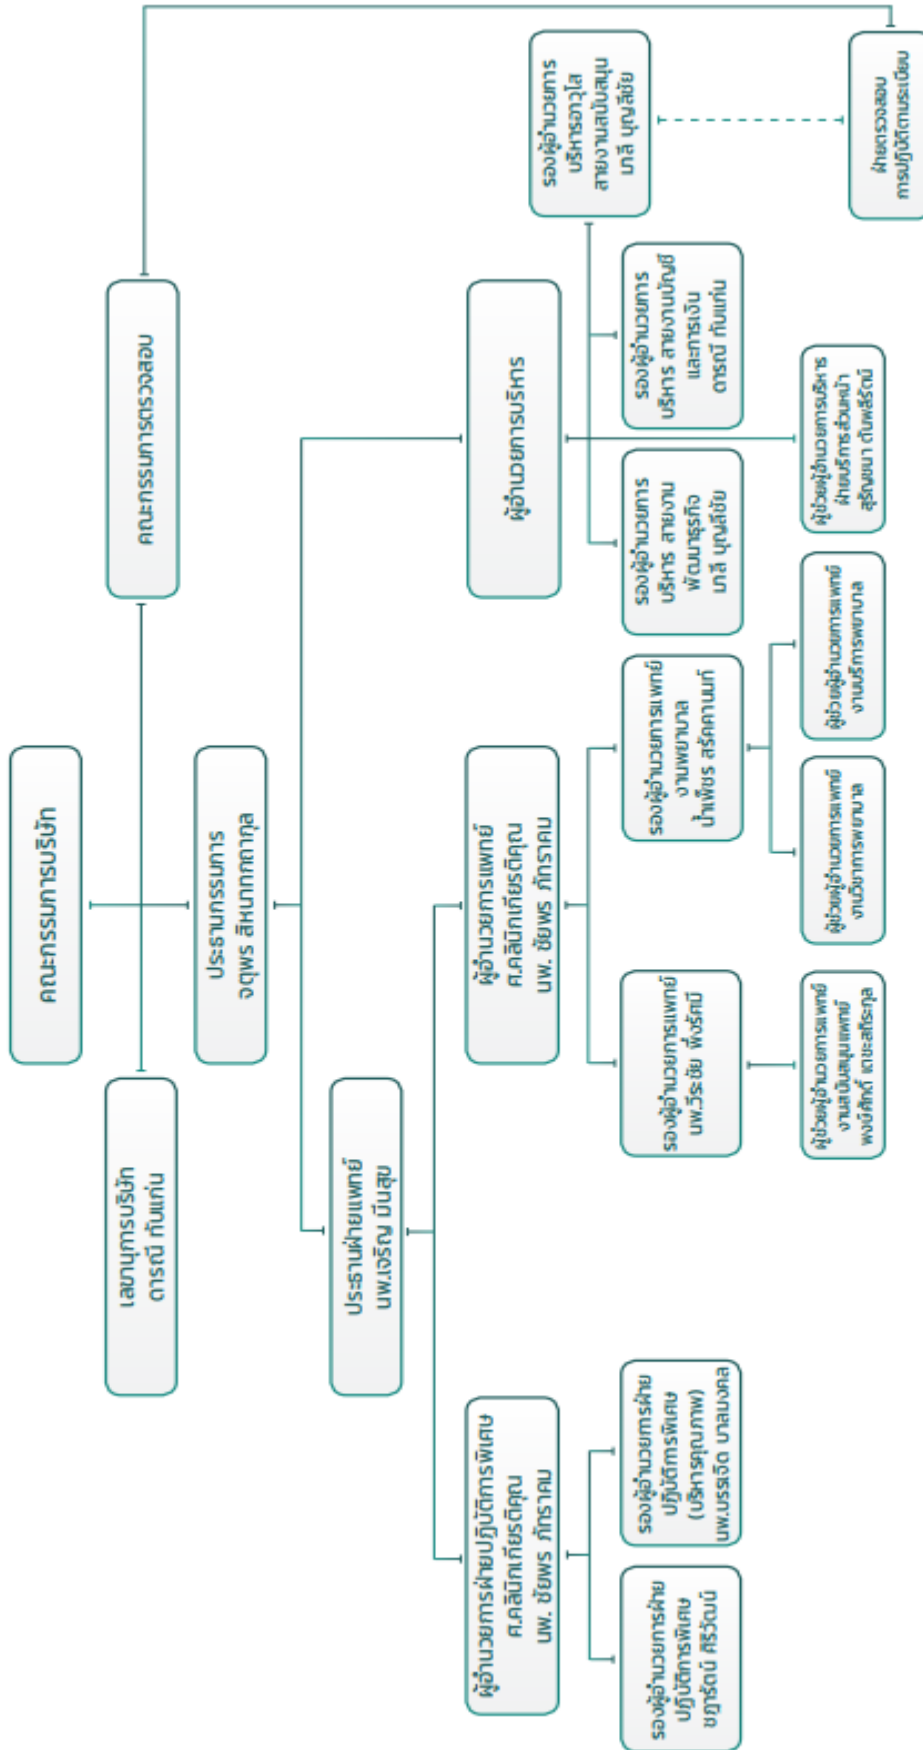 คณะกรรมการบริษัท
เลขานุการบริษัท
ดารณี ทับแก่น
คณะกรรมการตรวจสอบ
ประธานกรรมการ
จตุพร สิหนาทกถากุล
ประธานฝ่ายแพทย์
นพ.เจริญ มีนสุข
ผู้อำนวยการฝ่ายปฏิบัติการพิเศษ
ศ.คลินิกเกียรติคุณ
นพ. ชัยพร ภัทราคม
ผู้อำนวยการแพทย์
ศ.คลินิกเกียรติคุณ
นพ. ชัยพร ภัทราคม
ผู้อำนวยการบริหาร
รองผู้อำนวยการ
บริหารอาวุโส
สายงานสนับสนุน
มาลี บุญลีชัย
รองผู้อำนวยการฝ่าย
ปฏิบัติการพิเศษ
ชฎารัตน์ ศิริวัฒน์
รองผู้อำนวยการฝ่าย
ปฏิบัติการพิเศษ
(บริหารคุณภาพ)
นพ.บรรเจิด มาลมงคล
รองผู้อำนวยการแพทย์
นพ.วีระชัย พึ่งรัศมี
รองผู้อำนวยการแพทย์
งานพยาบาล
น้ำเพ็ชร สรัคคานนท์
รองผู้อำนวยการ
บริหาร สายงาน
พัฒนาธุรกิจ
มาลี บุญลีชัย
รองผู้อำนวยการ
บริหาร สายงานบัญชี
และการเงิน
ดารณี ทับแก่น
ผู้ช่วยผู้อำนวยการแพทย์
งานสนับสนุนแพทย์
พงษ์ศักดิ์ เตชะสถิระกุล
ผู้ช่วยผู้อำนวยการแพทย์
งานวิชาการพยาบาล
ผู้ช่วยผู้อำนวยการแพทย์
งานบริการพยาบาล
ผู้ช่วยผู้อำนวยการบริหาร
ฝ่ายบริการส่วนหน้า
สุรัญชนา ตันพลีรัตน์
ฝ่ายตรวจสอบ
การปฏิบัติตามระเบียบ